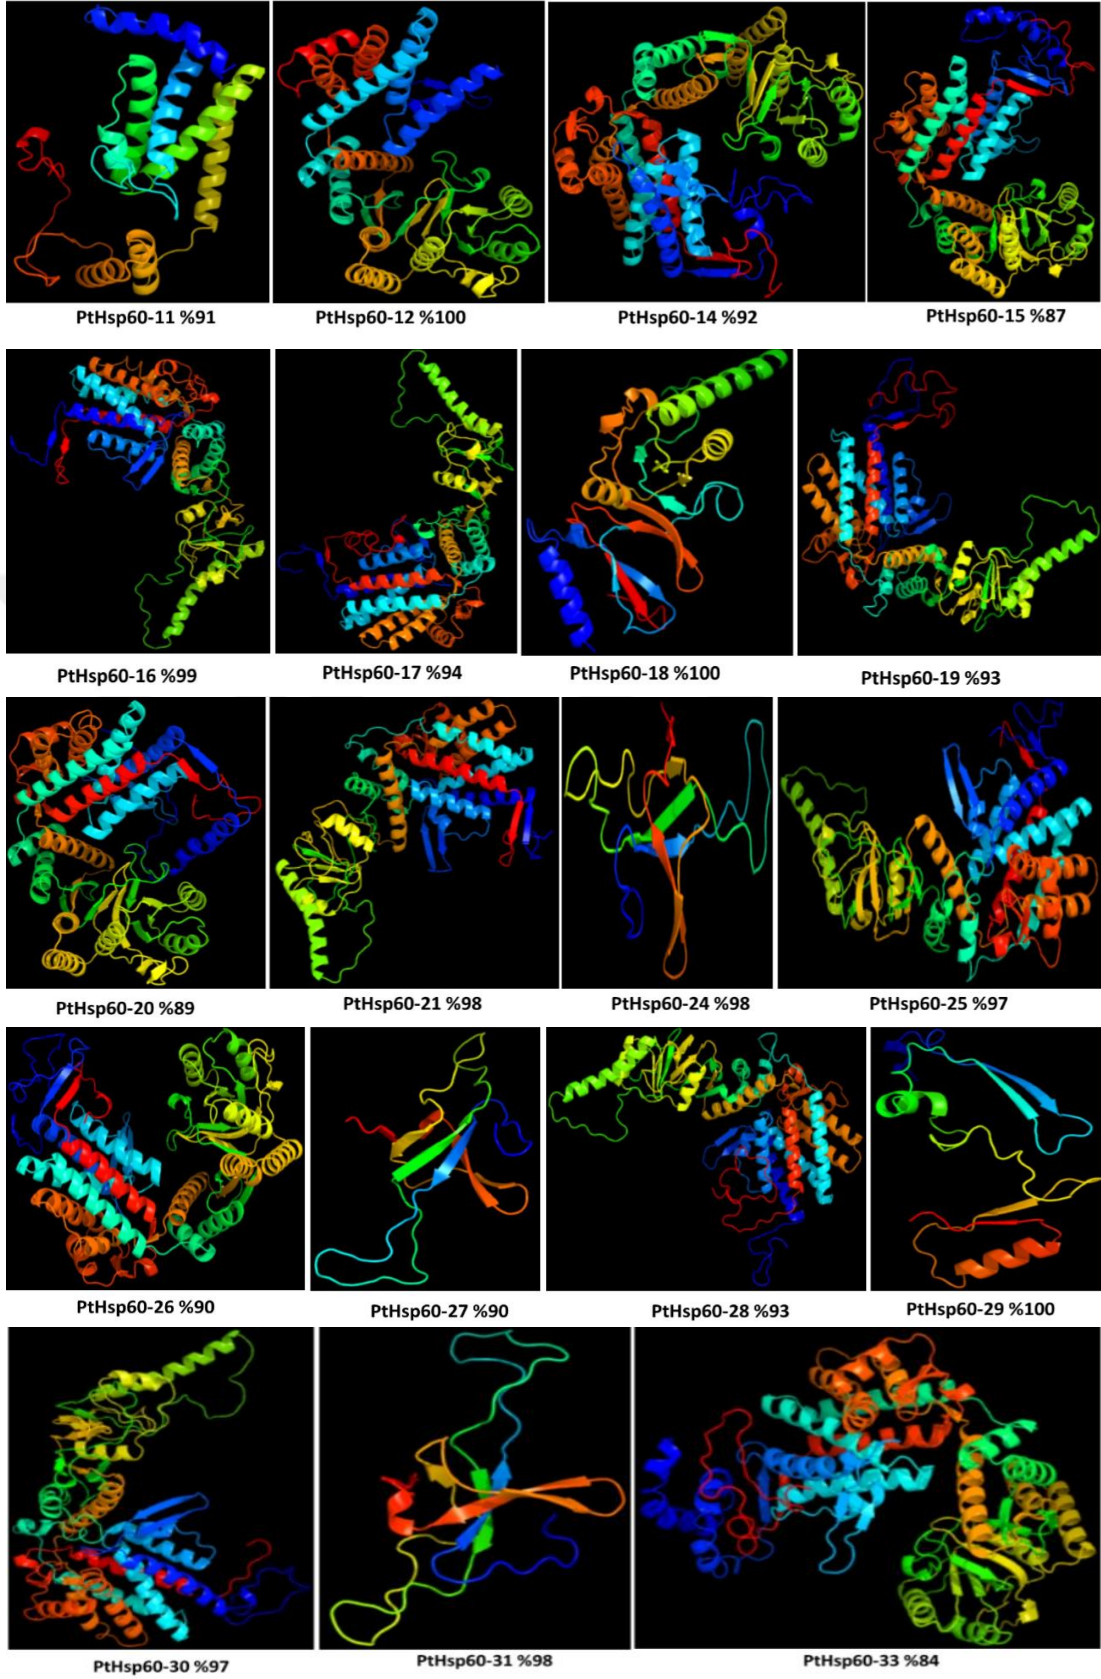 PtHsp60-11 %91
PtHsp60-12 %100
PtHsp60-14 %92
PtHsp60-15 %87
PtHsp60-16 %99
PtHsp60-17 %94
PtHsp60-18 %100
PtHsp60-19 %93
PtHsp60-20 %89
PtHsp60-21 %98
PtHsp60-24 %98
PtHsp60-25 %97
PtHsp60-26 %90
PtHsp60-27 %90
PtHsp60-28 %93
PtHsp60-29 %100
PtHsp60-30 %97
PtHsp60-31 %98
PtHsp60-33 %84